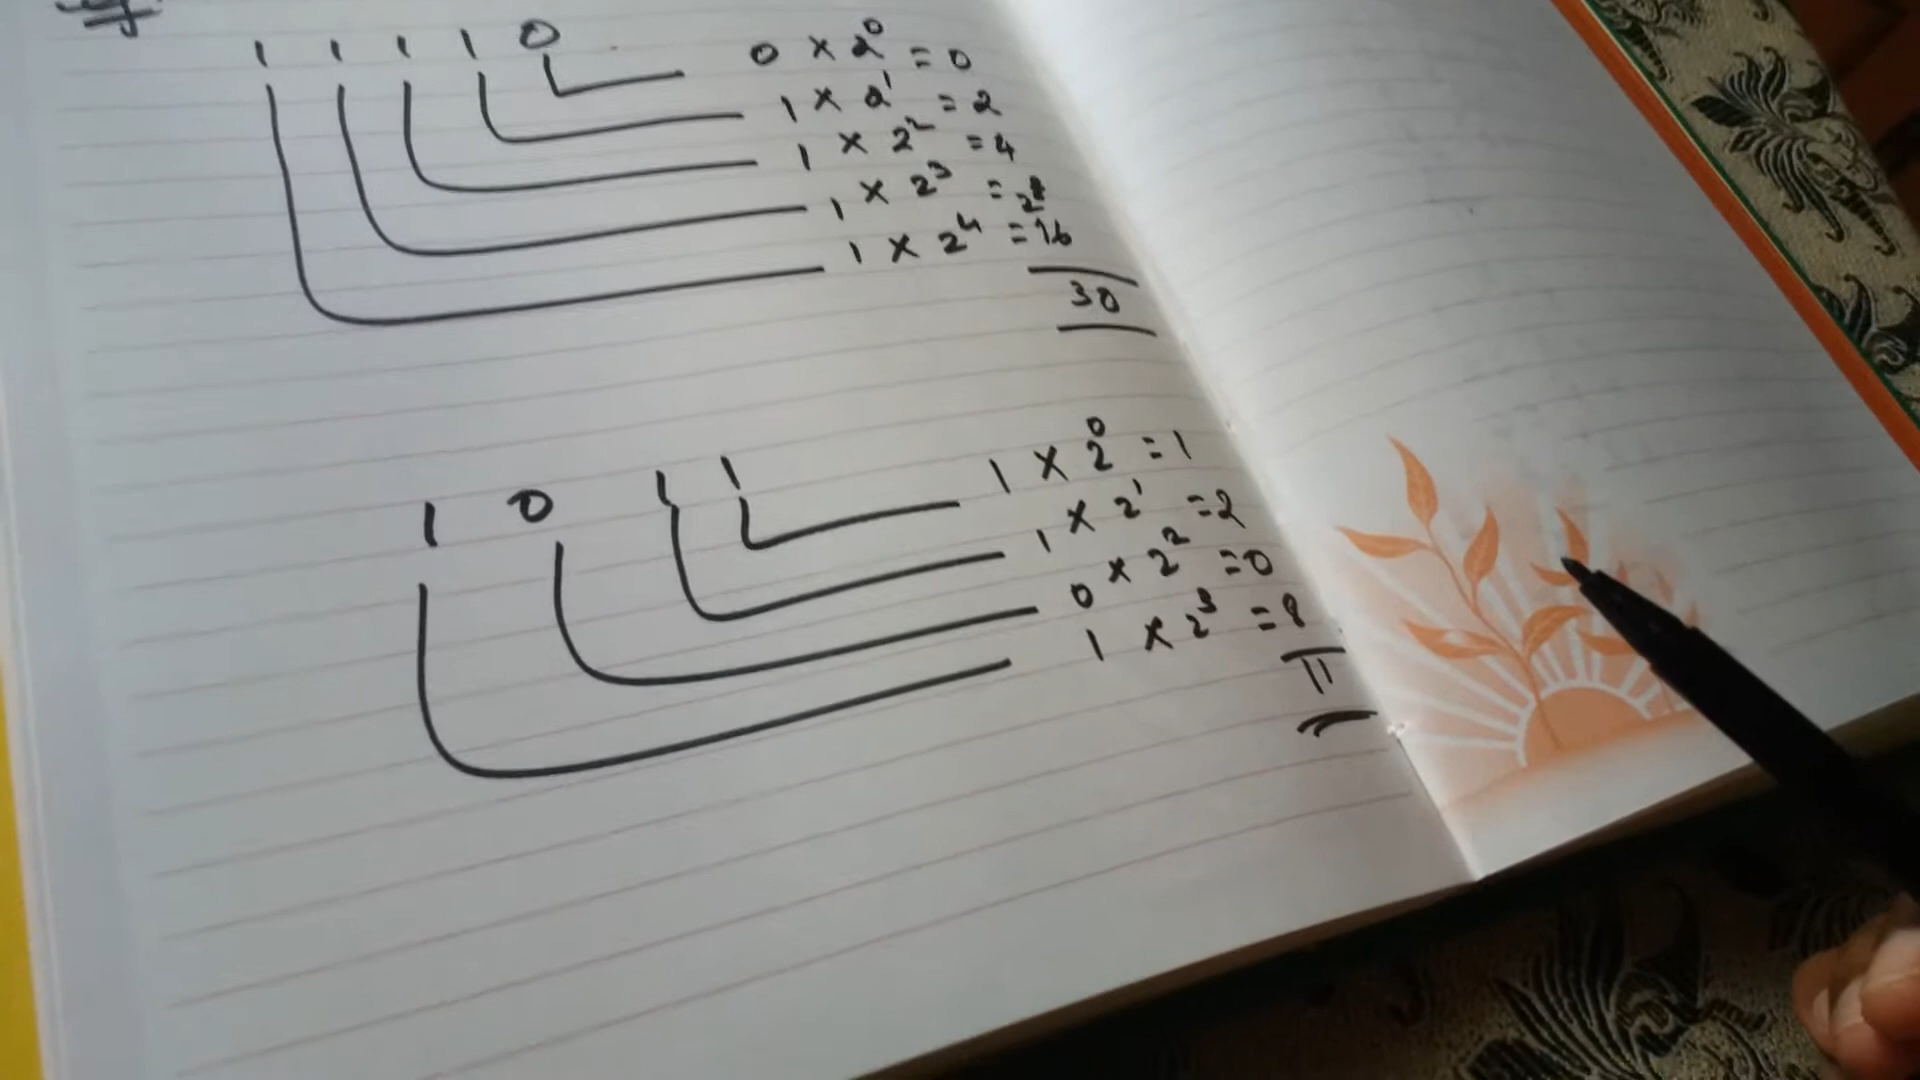 1 1 1 1 0
0 × 2⁰ = 0
1 × 2¹ = 2
1 × 2² = 4
1 × 2³ = 8
1 × 2⁴ = 16
30
1 0 1 1
1 × 2⁰ = 1
1 × 2¹ = 2
0 × 2² = 0
1 × 2³ = 8
11